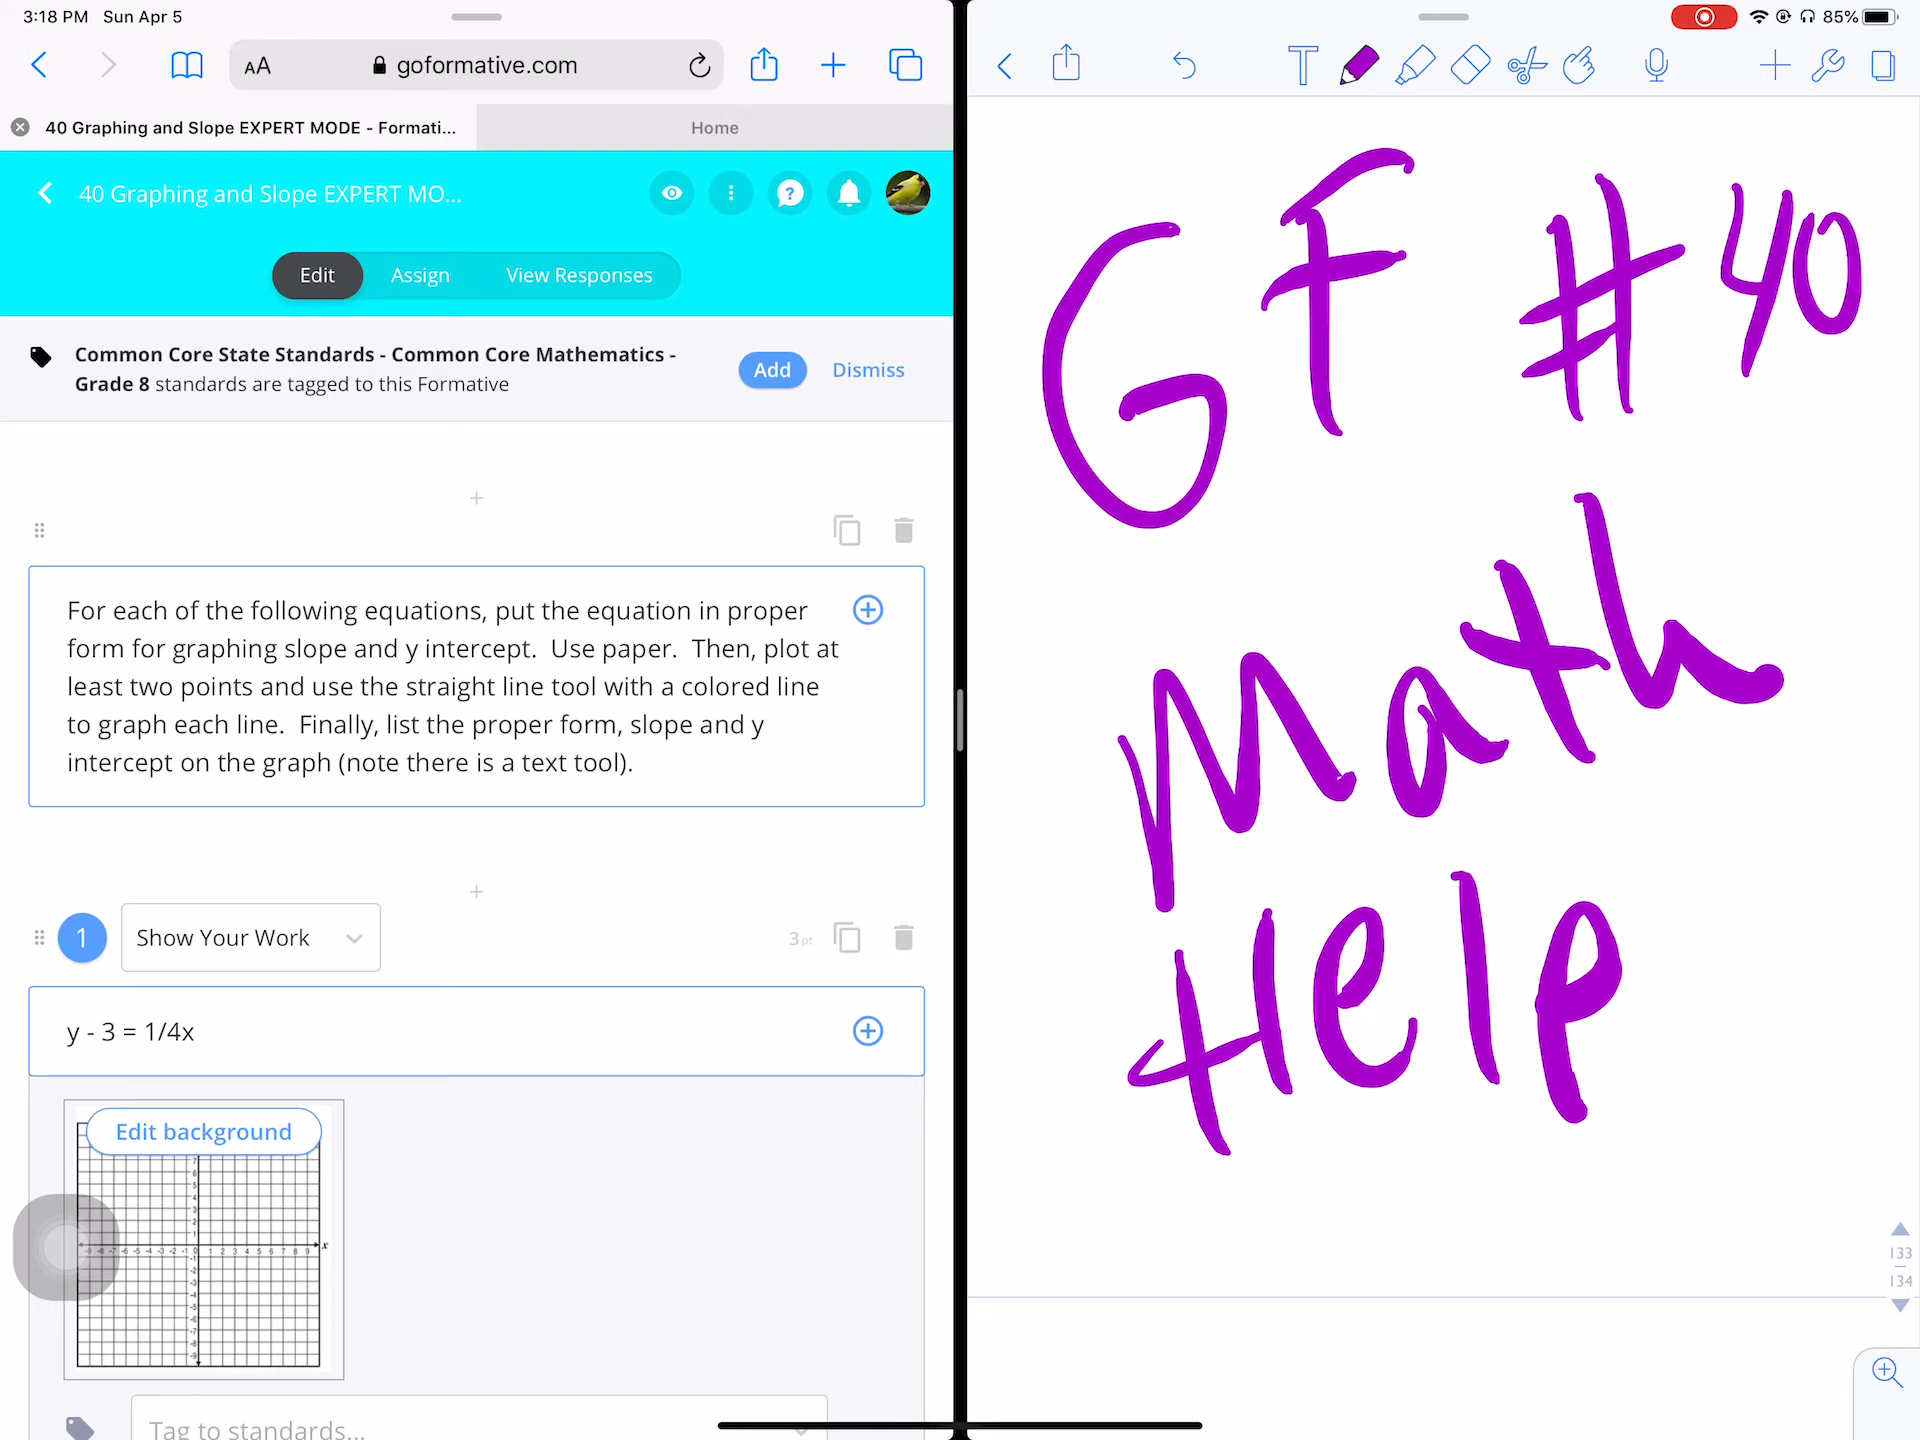 3:18 PM Sun Apr 5
85%
AA goformative.com
40 Graphing and Slope EXPERT MODE - Formati...
Home
40 Graphing and Slope EXPERT MO...
Edit Assign View Responses
Common Core State Standards - Common Core Mathematics -
Grade 8 standards are tagged to this Formative
Add Dismiss
For each of the following equations, put the equation in proper
form for graphing slope and y intercept. Use paper. Then, plot at
least two points and use the straight line tool with a colored line
to graph each line. Finally, list the proper form, slope and y
intercept on the graph (note there is a text tool).
1 Show Your Work 3 pt
y - 3 = 1/4x
Edit background
Tag to standards...
GF #40
Math
Help
133
134